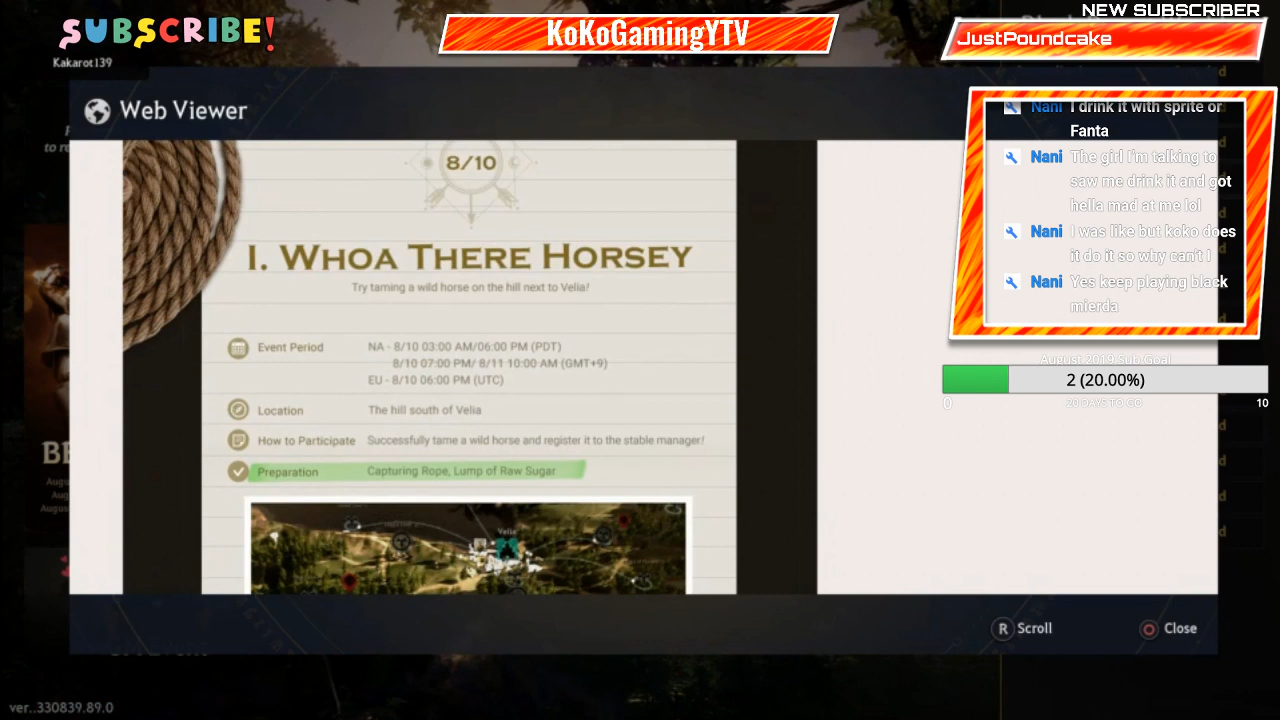 SUBSCRIBE!
Kakarot139
KoKoGamingYTV
NEW SUBSCRIBER
JustPoundcake
Web Viewer
8/10
I. WHOA THERE HORSEY
Try taming a wild horse on the hill next to Velia!
Event Period NA - 8/10 03:00 AM/06:00 PM (PDT)
8/10 07:00 PM/ 8/11 10:00 AM (GMT+9)
EU - 8/10 06:00 PM (UTC)
Location The hill south of Velia
How to Participate Successfully tame a wild horse and register it to the stable manager!
Preparation Capturing Rope, Lump of Raw Sugar
Velia
Nani I drink it with sprite or
Fanta
Nani The girl I'm talking to
saw me drink it and got
hella mad at me lol
Nani I was like but koko does
it do it so why can't I
Nani Yes keep playing black
mierda
August 2019 Sub Goal
2 (20.00%)
0 20 DAYS TO GO 10
to re
BE
Augu
Aug
Augus
R Scroll
Close
ver..330839.89.0